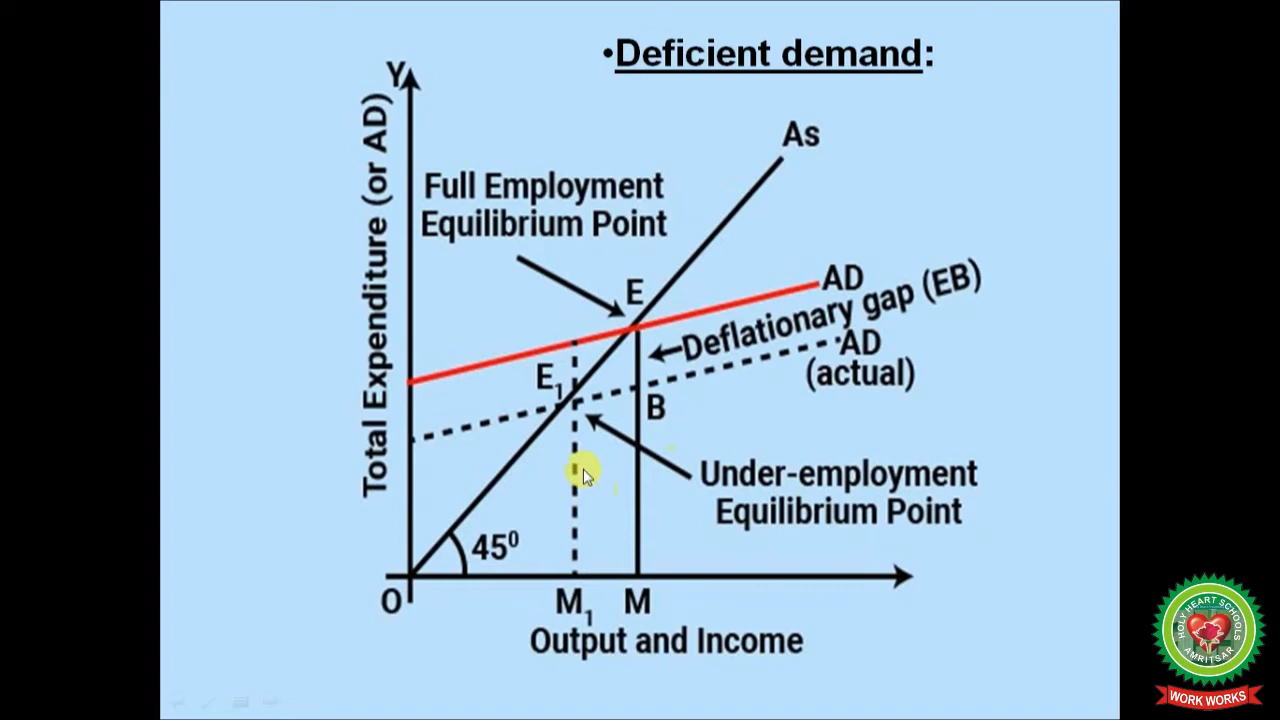 •Deficient demand:
Y
Total Expenditure (or AD)
As
Full Employment
Equilibrium Point
E
AD
Deflationary gap (EB)
AD
(actual)
E₁
B
Under-employment
Equilibrium Point
45⁰
O
M₁
M
Output and Income
HOLY HEART SCHOOLS
AMRITSAR
WORK WORKS